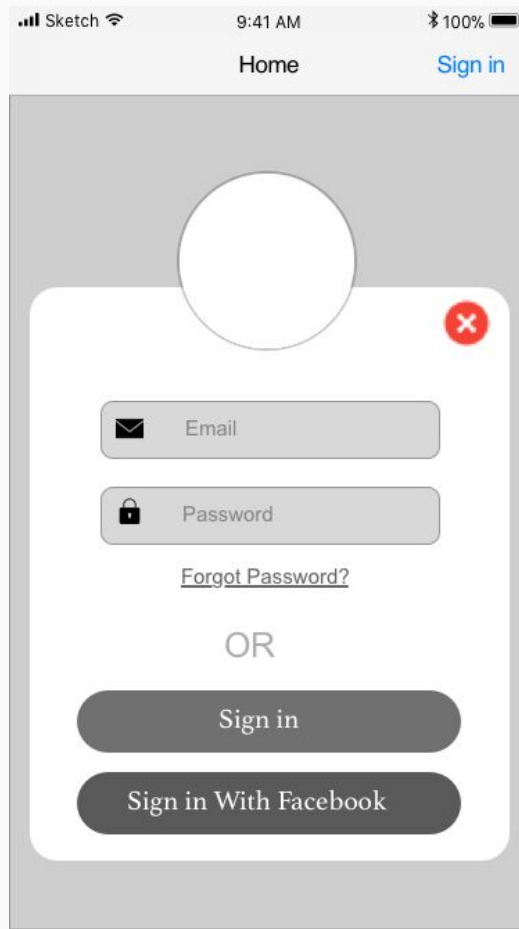 Sketch 9:41 AM 100%
Home Sign in
Email
Password
Forgot Password?
OR
Sign in
Sign in With Facebook